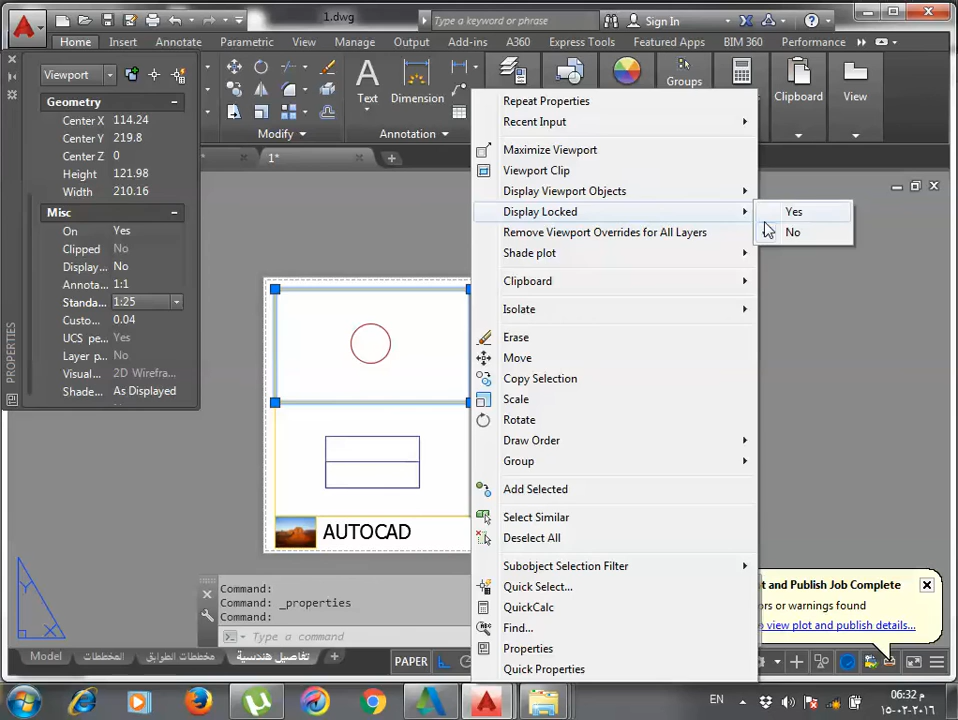 1.dwg
Type a keyword or phrase
Sign In
Home Insert Annotate Parametric View Manage Output Add-ins A360 Express Tools Featured Apps BIM 360 Performance
Viewport
Text
Dimension
Groups
Clipboard
View
Modify
Annotation
1*
Geometry
Center X 114.24
Center Y 219.8
Center Z 0
Height 121.98
Width 210.16
Misc
On Yes
Clipped No
Display... No
Annota... 1:1
Standa... 1:25
Custo... 0.04
UCS pe... Yes
Layer p... No
Visual... 2D Wirefra...
Shade... As Displayed
PROPERTIES
Repeat Properties
Recent Input
Maximize Viewport
Viewport Clip
Display Viewport Objects
Display Locked
Yes
Remove Viewport Overrides for All Layers
No
Shade plot
Clipboard
Isolate
Erase
Move
Copy Selection
Scale
Rotate
Draw Order
Group
Add Selected
Select Similar
Deselect All
Subobject Selection Filter
Quick Select...
QuickCalc
Find...
Properties
Quick Properties
AUTOCAD
Y
X
Command:
Command: _properties
Command:
Type a command
t and Publish Job Complete
ors or warnings found
o view plot and publish details...
Model
المخططات
مخططات الطوابق
تفاصيل هندسية
PAPER
EN
06:32 م
١٥-٠٢-٢٠١٦